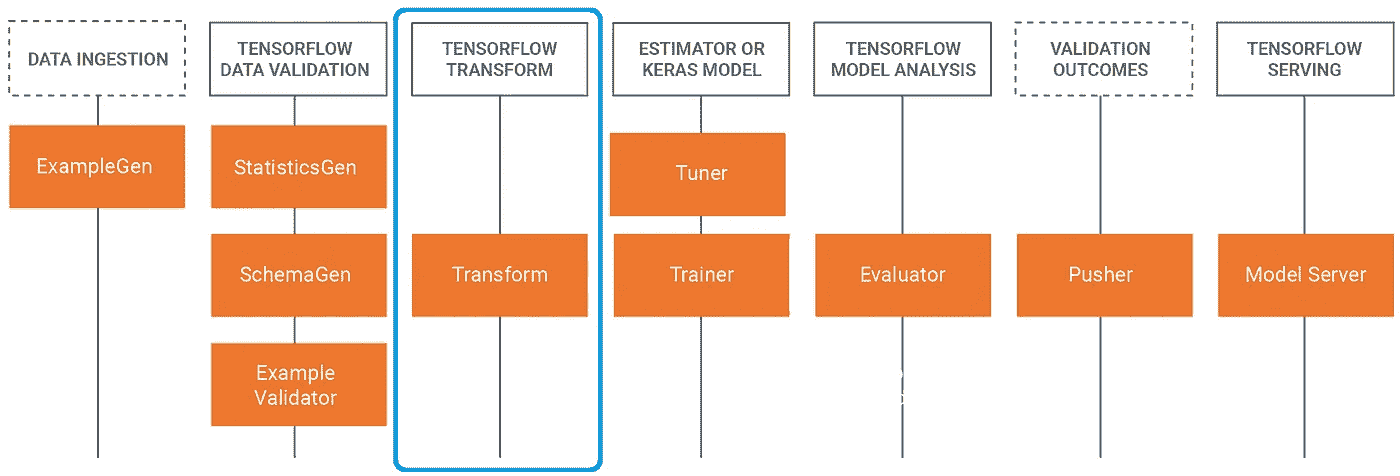 DATA INGESTION
TENSORFLOW
DATA VALIDATION
TENSORFLOW
TRANSFORM
ESTIMATOR OR
KERAS MODEL
TENSORFLOW
MODEL ANALYSIS
VALIDATION
OUTCOMES
TENSORFLOW
SERVING
ExampleGen
StatisticsGen
Tuner
SchemaGen
Transform
Trainer
Evaluator
Pusher
Model Server
Example
Validator